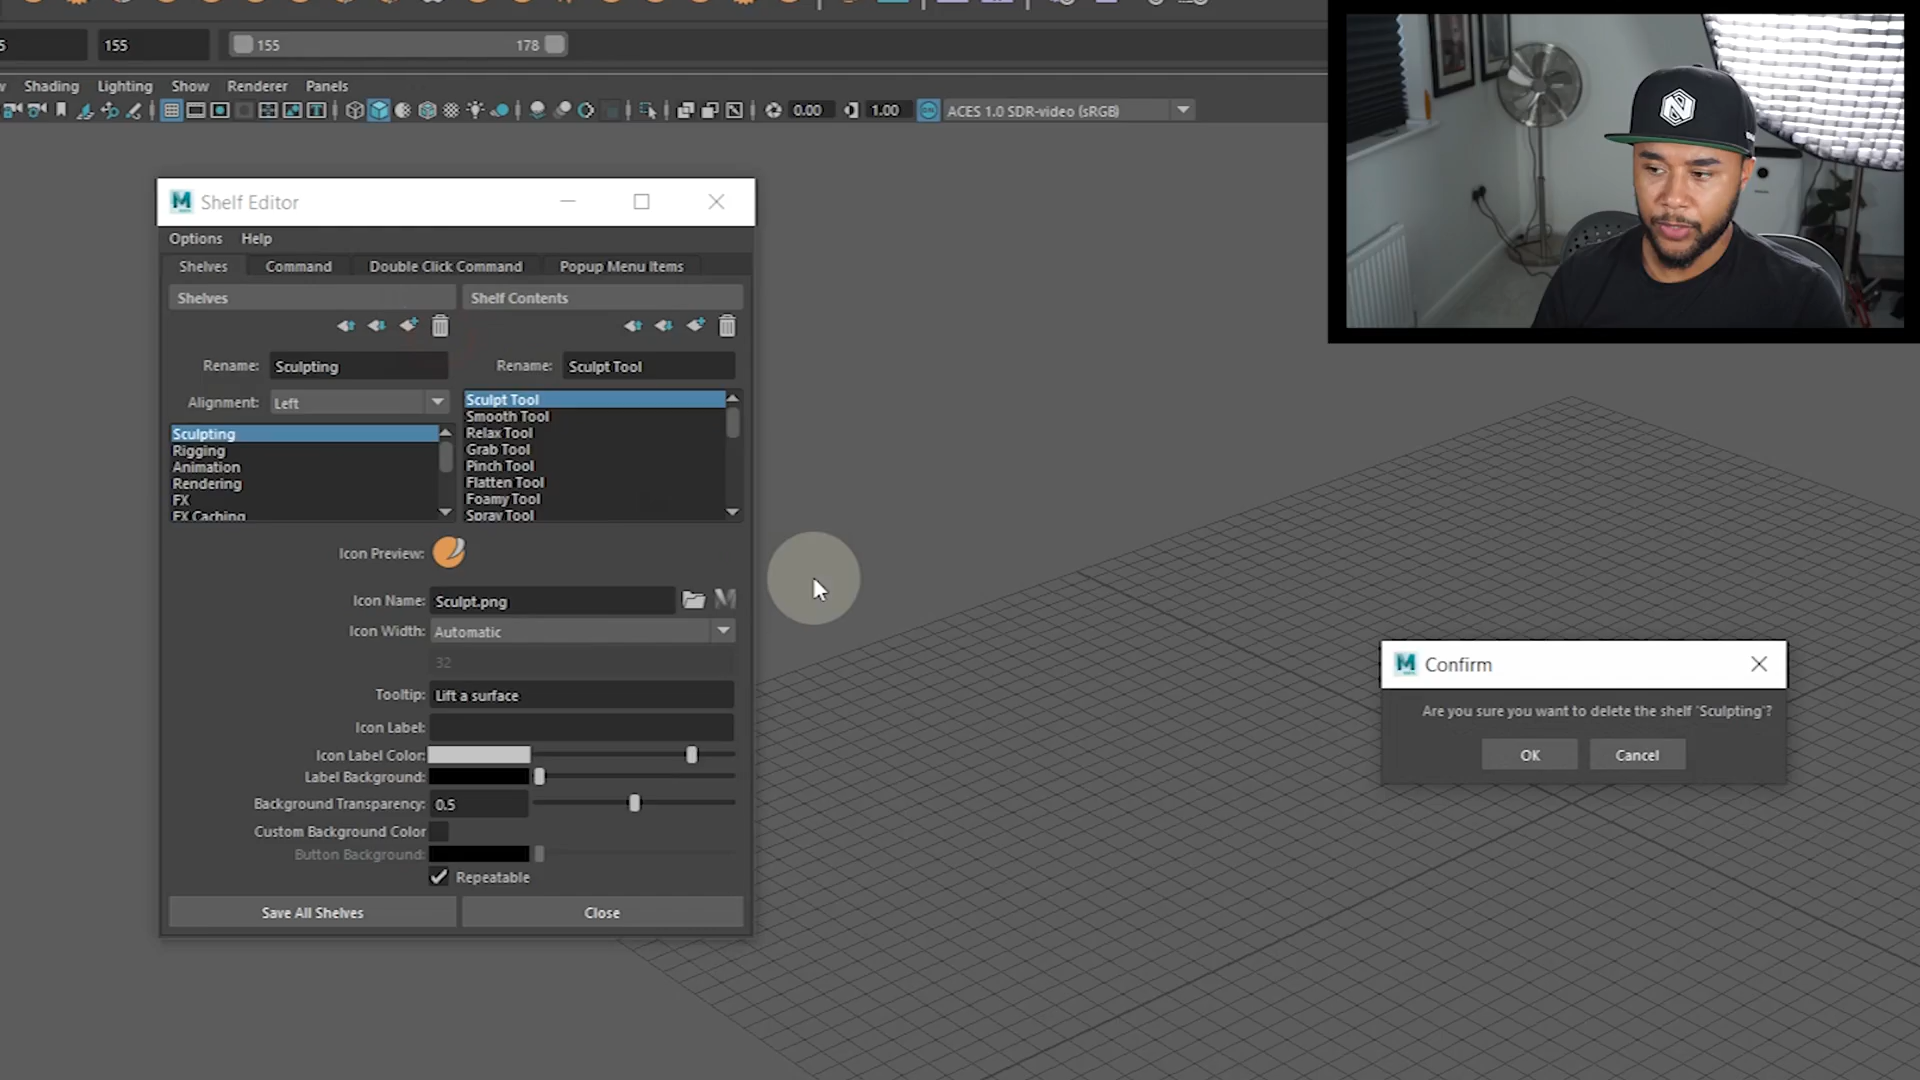 5 155 155 178
Shading Lighting Show Renderer Panels
0.00 1.00 ACES 1.0 SDR-video (sRGB)
M Shelf Editor
Options Help
Shelves Command Double Click Command Popup Menu Items
Shelves Shelf Contents
Rename: Sculpting Rename: Sculpt Tool
Alignment: Left
Sculpting
Rigging
Animation
Rendering
FX
FX Caching
Sculpt Tool
Smooth Tool
Relax Tool
Grab Tool
Pinch Tool
Flatten Tool
Foamy Tool
Spray Tool
Icon Preview:
Icon Name: Sculpt.png
Icon Width: Automatic
32
Tooltip: Lift a surface
Icon Label:
Icon Label Color:
Label Background:
Background Transparency: 0.5
Custom Background Color
Button Background:
Repeatable
Save All Shelves Close
M Confirm
Are you sure you want to delete the shelf 'Sculpting'?
OK Cancel
N